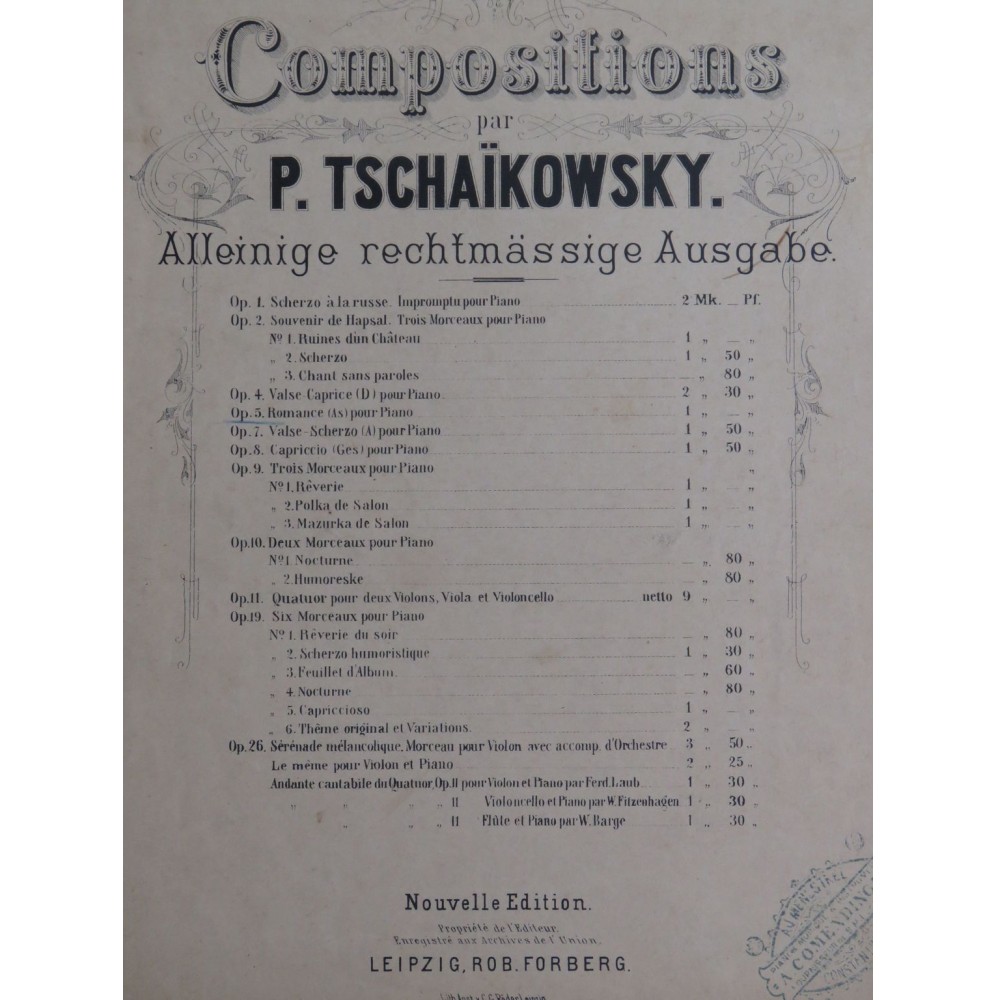 Compositions
par
P. TSCHAÏKOWSKY.
Alleinige rechtmässige Ausgabe.
Op. 1. Scherzo à la russe. Impromptu pour Piano 2 Mk. _ Pf.
Op. 2. Souvenir de Hapsal. Trois Morceaux pour Piano
Nº 1. Ruines d'un Château 1 „ _ „
„ 2. Scherzo 1 „ 50 „
„ 3. Chant sans paroles _ „ 80 „
Op. 4. Valse-Caprice (D) pour Piano 2 „ 30 „
Op. 5. Romance (As) pour Piano 1 „ _ „
Op. 7. Valse-Scherzo (A) pour Piano 1 „ 50 „
Op. 8. Capriccio (Ges) pour Piano 1 „ 50 „
Op. 9. Trois Morceaux pour Piano „
Nº 1. Rêverie 1 „ _ „
„ 2. Polka de Salon 1 „ _ „
„ 3. Mazurka de Salon 1 „ _ „
Op. 10. Deux Morceaux pour Piano
Nº 1. Nocturne _ „ 80 „
„ 2. Humoreske _ „ 80 „
Op. 11. Quatuor pour deux Violons, Viola et Violoncello netto 9 „ _ „
Op. 19. Six Morceaux pour Piano
Nº 1. Rêverie du soir _ „ 80 „
„ 2. Scherzo humoristique 1 „ 30 „
„ 3. Feuillet d'Album. _ „ 60 „
„ 4. Nocturne _ „ 80 „
„ 5. Capriccioso 1 „ _ „
„ 6. Thême original et Variations. 2 „ _ „
Op. 26. Sérénade mélancolique, Morceau pour Violon avec accomp. d'Orchestre 3 „ 50 „
Le même pour Violon et Piano 2 „ 25 „
Andante cantabile du Quatuor, Op. 11 pour Violon et Piano par Ferd. Laub 1 „ 30 „
„ „ „ „ 11 Violoncello et Piano par W. Fitzenhagen 1 „ 30 „
„ „ „ 11 Flûte et Piano par W. Barge 1 „ 30 „
Nouvelle Edition.
Propriété de l'Editeur.
Enregistré aux Archives de l'Union.
LEIPZIG, ROB. FORBERG.
Lith. Inst. v. C. G. Röder, Leipzig
A COMENDING